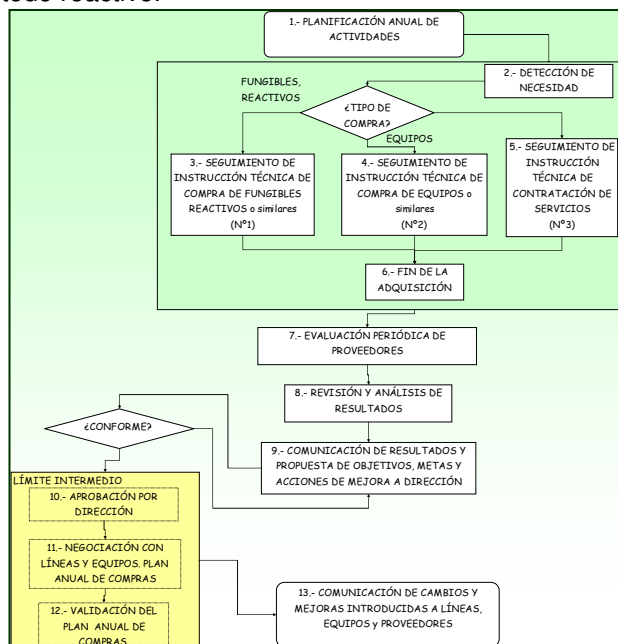 1.- PLANIFICACIÓN ANUAL DE
ACTIVIDADES
2.- DETECCIÓN DE
NECESIDAD
FUNGIBLES,
REACTIVOS
¿TIPO DE
COMPRA?
EQUIPOS
3.- SEGUIMIENTO DE
INSTRUCCIÓN TÉCNICA DE
COMPRA DE FUNGIBLES
REACTIVOS o similares
(Nº1)
4.- SEGUIMIENTO DE
INSTRUCCIÓN TÉCNICA DE
COMPRA DE EQUIPOS o
similares
(Nº2)
5.- SEGUIMIENTO DE
INSTRUCCIÓN
TÉCNICA DE
CONTRATACIÓN DE
SERVICIOS
(Nº3)
6.- FIN DE LA
ADQUISICIÓN
7.- EVALUACIÓN PERIÓDICA DE
PROVEEDORES
8.- REVISIÓN Y ANÁLISIS DE
RESULTADOS
¿CONFORME?
9.- COMUNICACIÓN DE RESULTADOS Y
PROPUESTA DE OBJETIVOS, METAS Y
ACCIONES DE MEJORA A DIRECCIÓN
LÍMITE INTERMEDIO
10.- APROBACIÓN POR
DIRECCIÓN
11.- NEGOCIACIÓN CON
LÍNEAS Y EQUIPOS. PLAN
ANUAL DE COMPRAS
12.- VALIDACIÓN DEL
PLAN ANUAL DE
COMPRAS
13.- COMUNICACIÓN DE CAMBIOS Y
MEJORAS INTRODUCIDAS A LÍNEAS,
EQUIPOS y PROVEEDORES